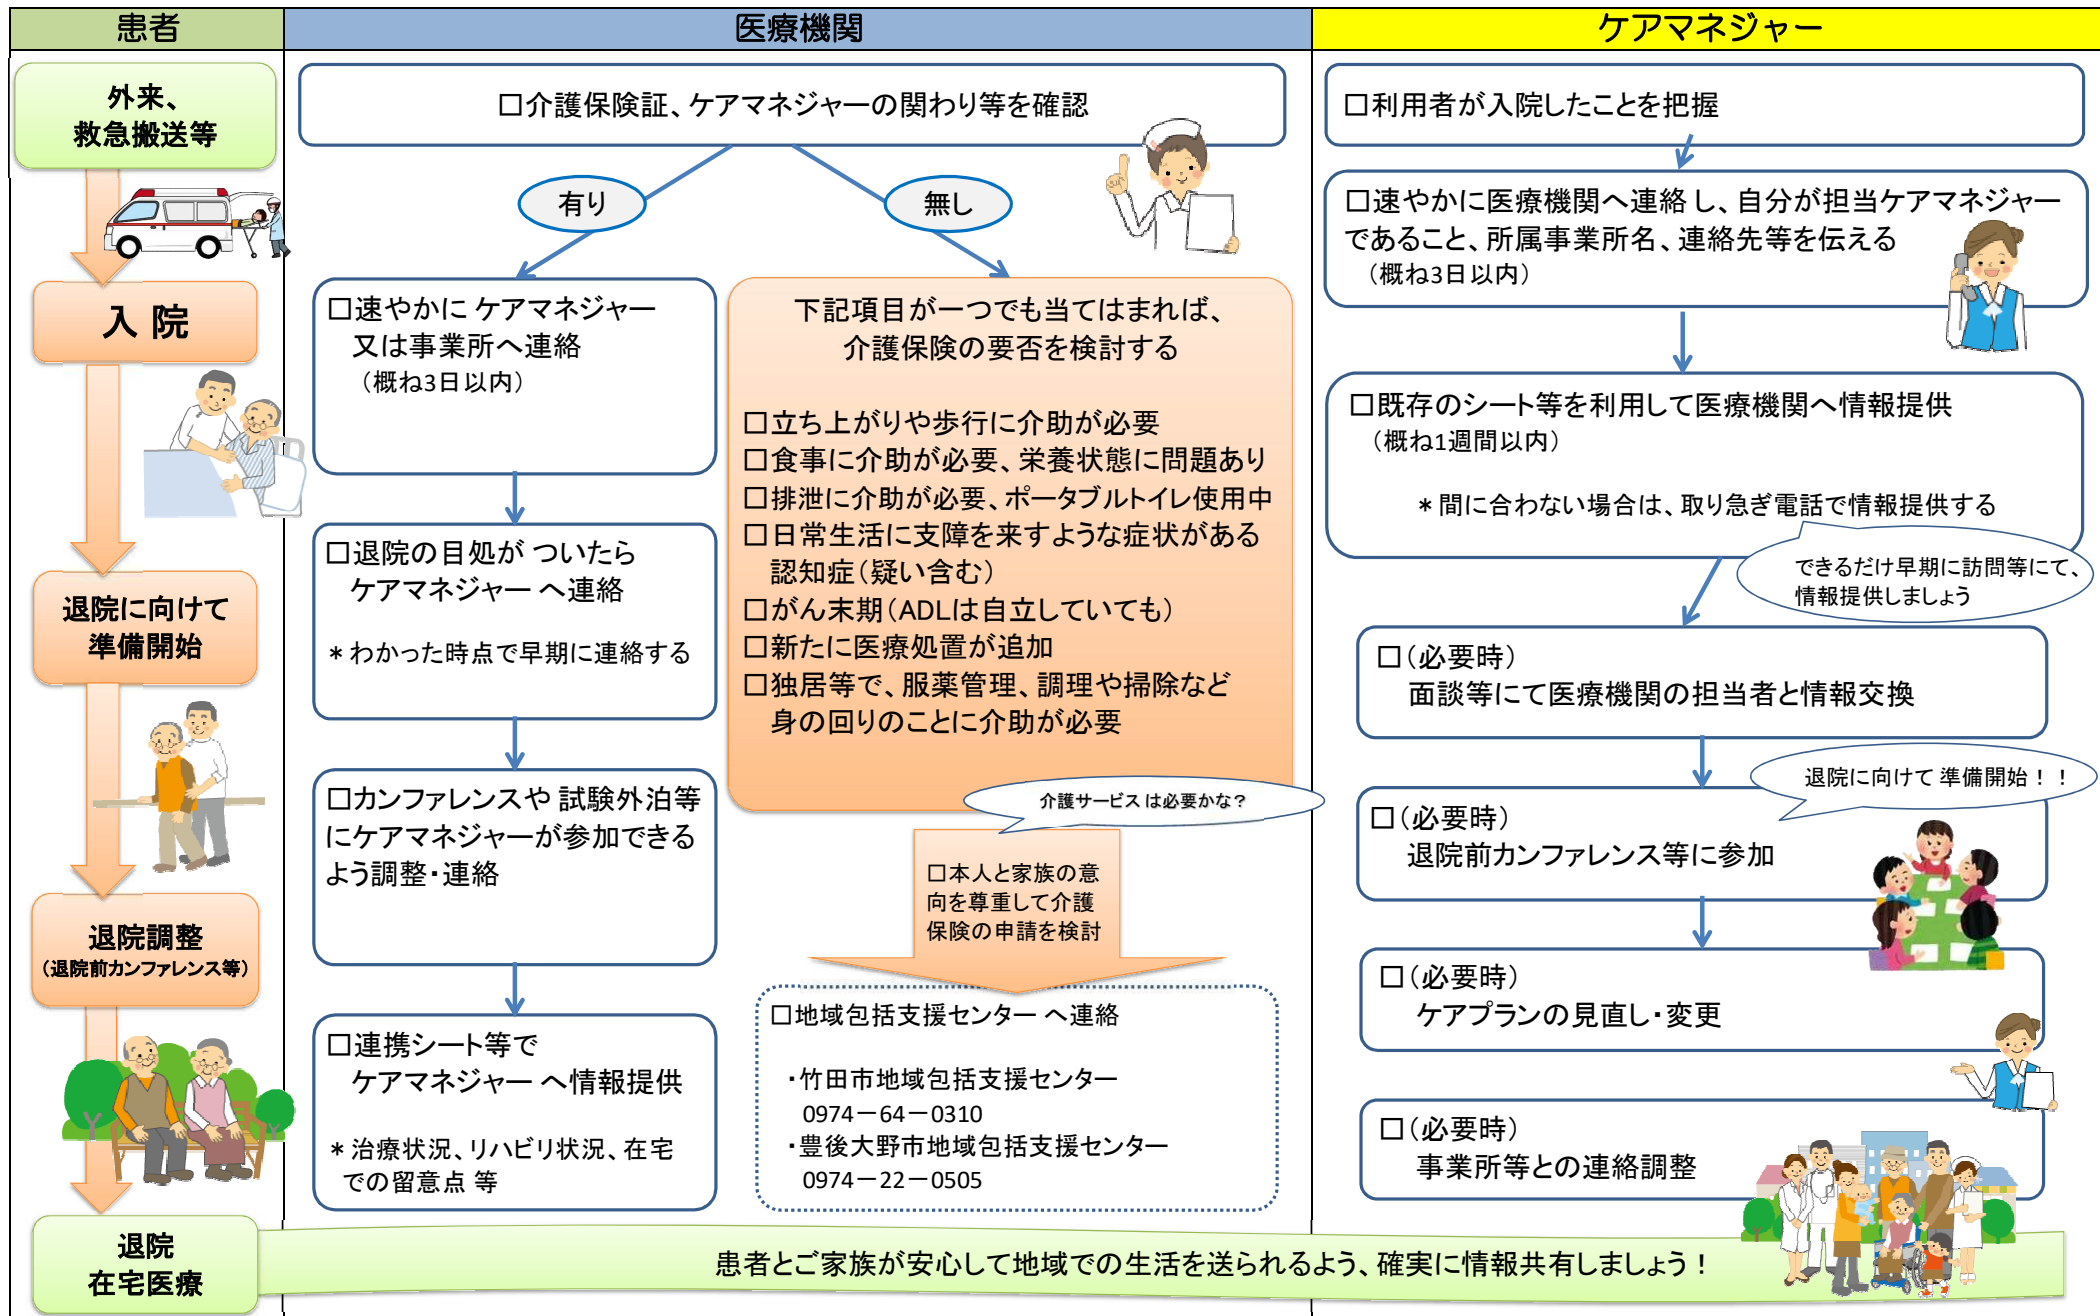 患者
医療機関
ケアマネジャー
外来、
救急搬送等
入 院
退院に向けて
準備開始
退院調整
（退院前カンファレンス等）
退院
在宅医療
□介護保険証、ケアマネジャーの関わり等を確認
有り
無し
□速やかに ケアマネジャー
又は事業所へ連絡
（概ね3日以内）
□退院の目処が ついたら
ケアマネジャー へ連絡
＊わかった時点で早期に連絡する
□カンファレンスや 試験外泊等
にケアマネジャーが参加できる
よう調整・連絡
□連携シート等で
ケアマネジャー へ情報提供
＊治療状況、リハビリ状況、在宅
での留意点 等
下記項目が一つでも当てはまれば、
介護保険の要否を検討する
□立ち上がりや歩行に介助が必要
□食事に介助が必要、栄養状態に問題あり
□排泄に介助が必要、ポータブルトイレ使用中
□日常生活に支障を来すような症状がある
認知症（疑い含む）
□がん末期（ADLは自立していても）
□新たに医療処置が追加
□独居等で、服薬管理、調理や掃除など
身の回りのことに介助が必要
介護サービス は必要かな？
□本人と家族の意
向を尊重して介護
保険の申請を検討
□地域包括支援センター へ連絡
・竹田市地域包括支援センター
0974－64－0310
・豊後大野市地域包括支援センター
0974－22－0505
□利用者が入院したことを把握
□速やかに医療機関へ連絡し、自分が担当ケアマネジャー
であること、所属事業所名、連絡先等を伝える
（概ね3日以内）
□既存のシート等を利用して医療機関へ情報提供
（概ね1週間以内）
＊間に合わない場合は、取り急ぎ電話で情報提供する
できるだけ早期に訪問等にて、
情報提供しましょう
□（必要時）
面談等にて医療機関の担当者と情報交換
退院に向けて 準備開始！！
□（必要時）
退院前カンファレンス等に参加
□（必要時）
ケアプランの見直し・変更
□（必要時）
事業所等との連絡調整
患者とご家族が安心して地域での生活を送られるよう、確実に情報共有しましょう！